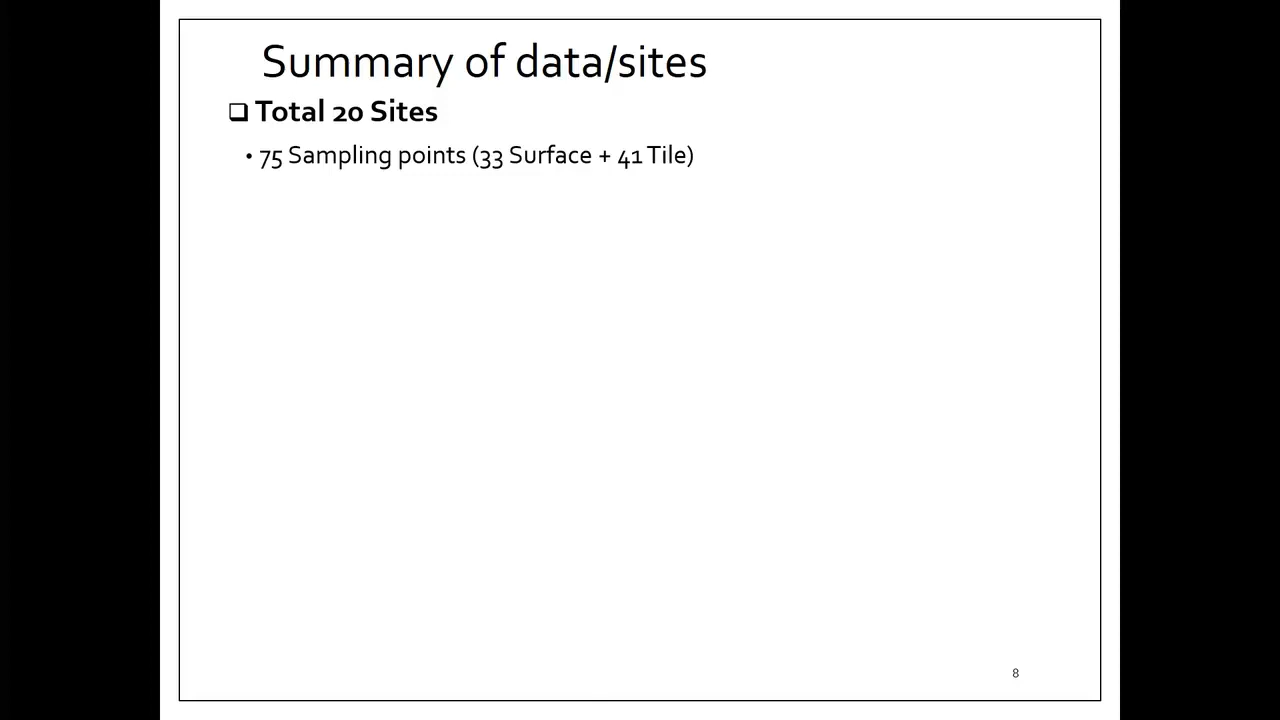 Summary of data/sites
❑ Total 20 Sites
• 75 Sampling points (33 Surface + 41 Tile)
8